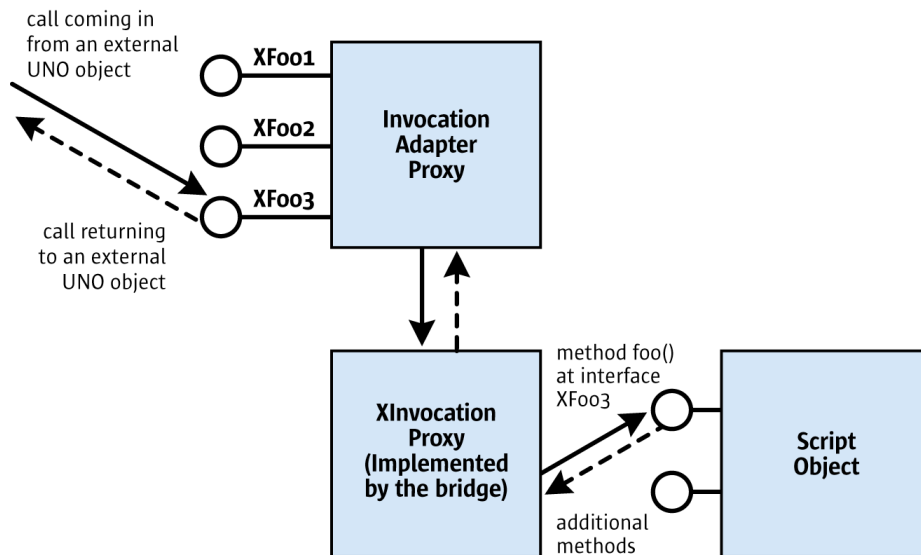 call coming in
from an external
UNO object
XFoo1
XFoo2
XFoo3
Invocation
Adapter
Proxy
call returning
to an external
UNO object
XInvocation
Proxy
(Implemented
by the bridge)
method foo()
at interface
XFoo3
additional
methods
Script
Object